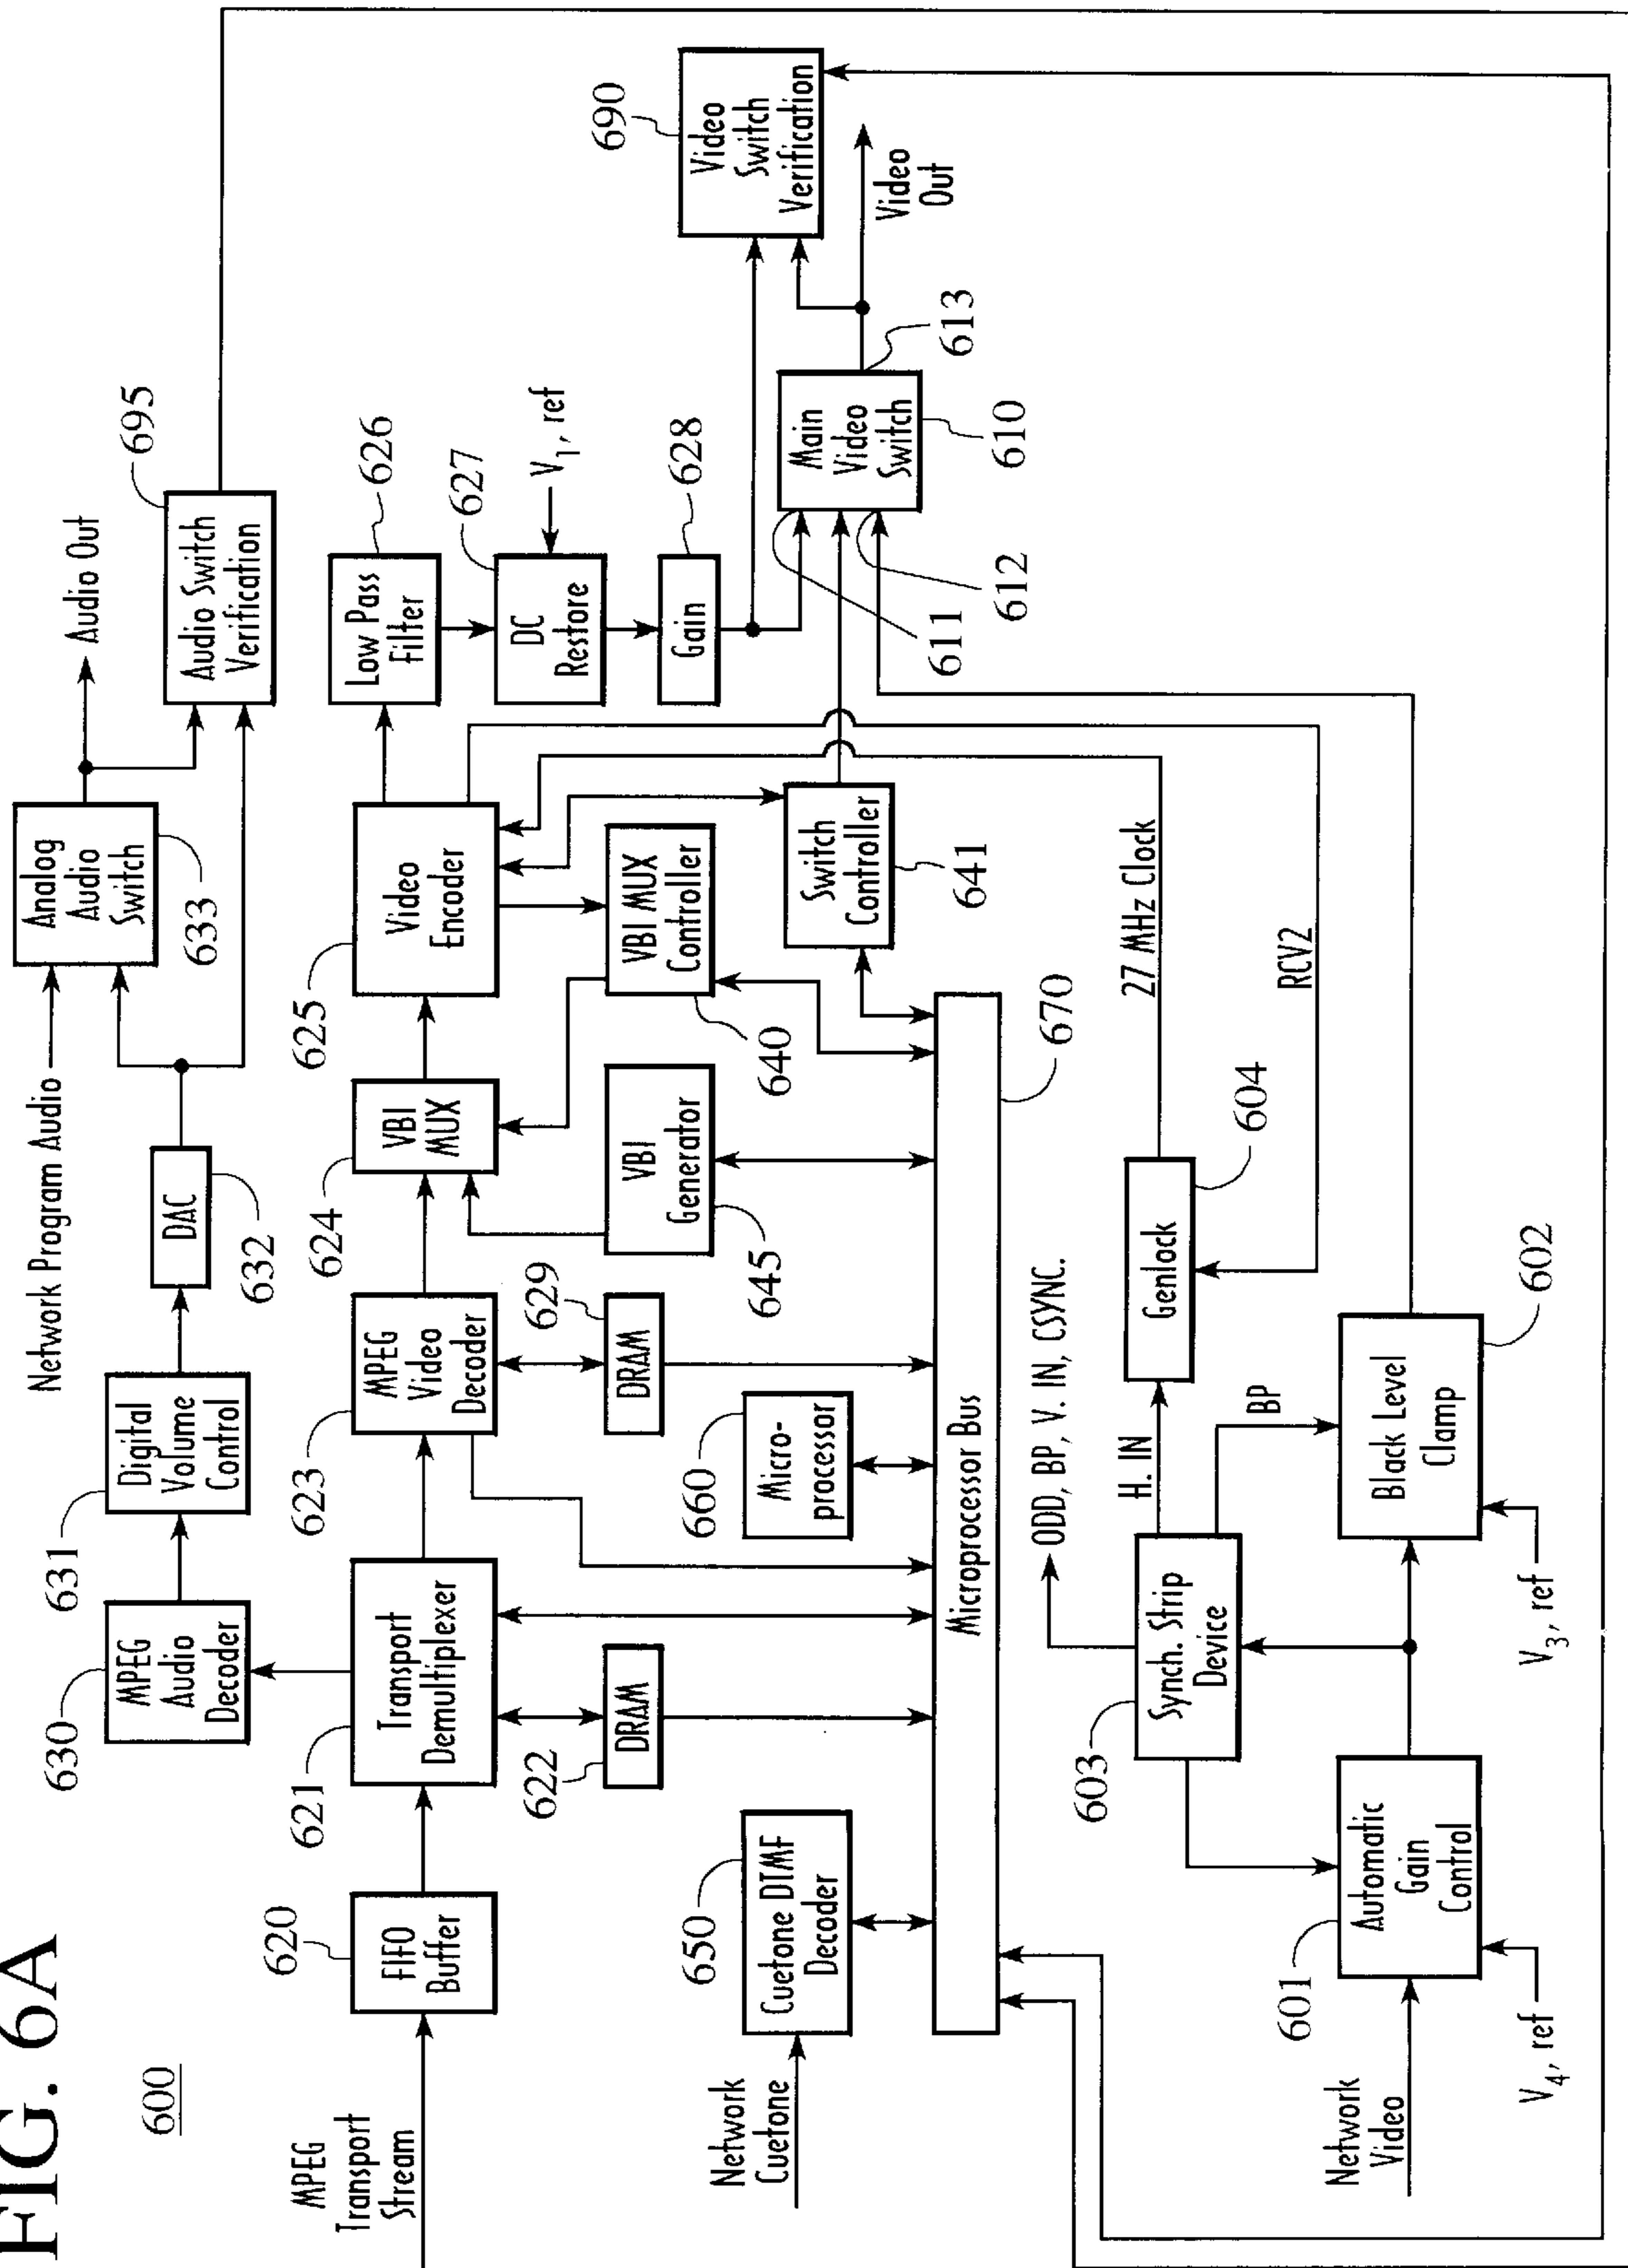 FIG. 6A
600
Network Program Audio
Analog
Audio
Switch
633
Audio Out
695
Audio Switch
Verification
630
MPEG
Audio
Decoder
631
Digital
Volume
Control
DAC
632
MPEG
Transport
Stream
620
FIFO
Buffer
621
Transport
Demultiplexer
622
DRAM
623
MPEG
Video
Decoder
629
DRAM
624
VBI
MUX
625
Video
Encoder
626
Low Pass
Filter
627
DC
Restore
V1, ref
628
Gain
645
VBI
Generator
640
VBI MUX
Controller
641
Switch
Controller
611
612
Main
Video
Switch
610
613
690
Video
Switch
Verification
Video
Out
Network
Cuetone
650
Cuetone DTMF
Decoder
660
Micro-
processor
Microprocessor Bus
670
ODD, BP, V. IN, CSYNC.
H. IN
603
Synch. Strip
Device
BP
Genlock
604
27 MHz Clock
RCV2
Network
Video
601
Automatic
Gain
Control
V4, ref
Black Level
Clamp
602
V3, ref